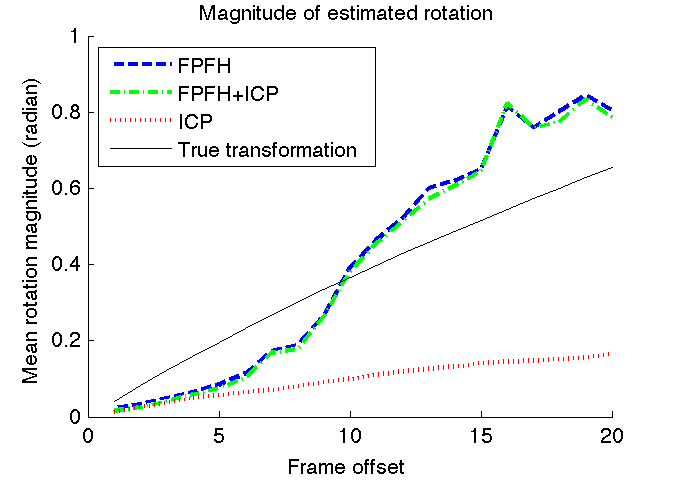 Magnitude of estimated rotation
1
0.8
0.6
0.4
0.2
0
Mean rotation magnitude (radian)
FPFH
FPFH+ICP
ICP
True transformation
0 5 10 15 20
Frame offset